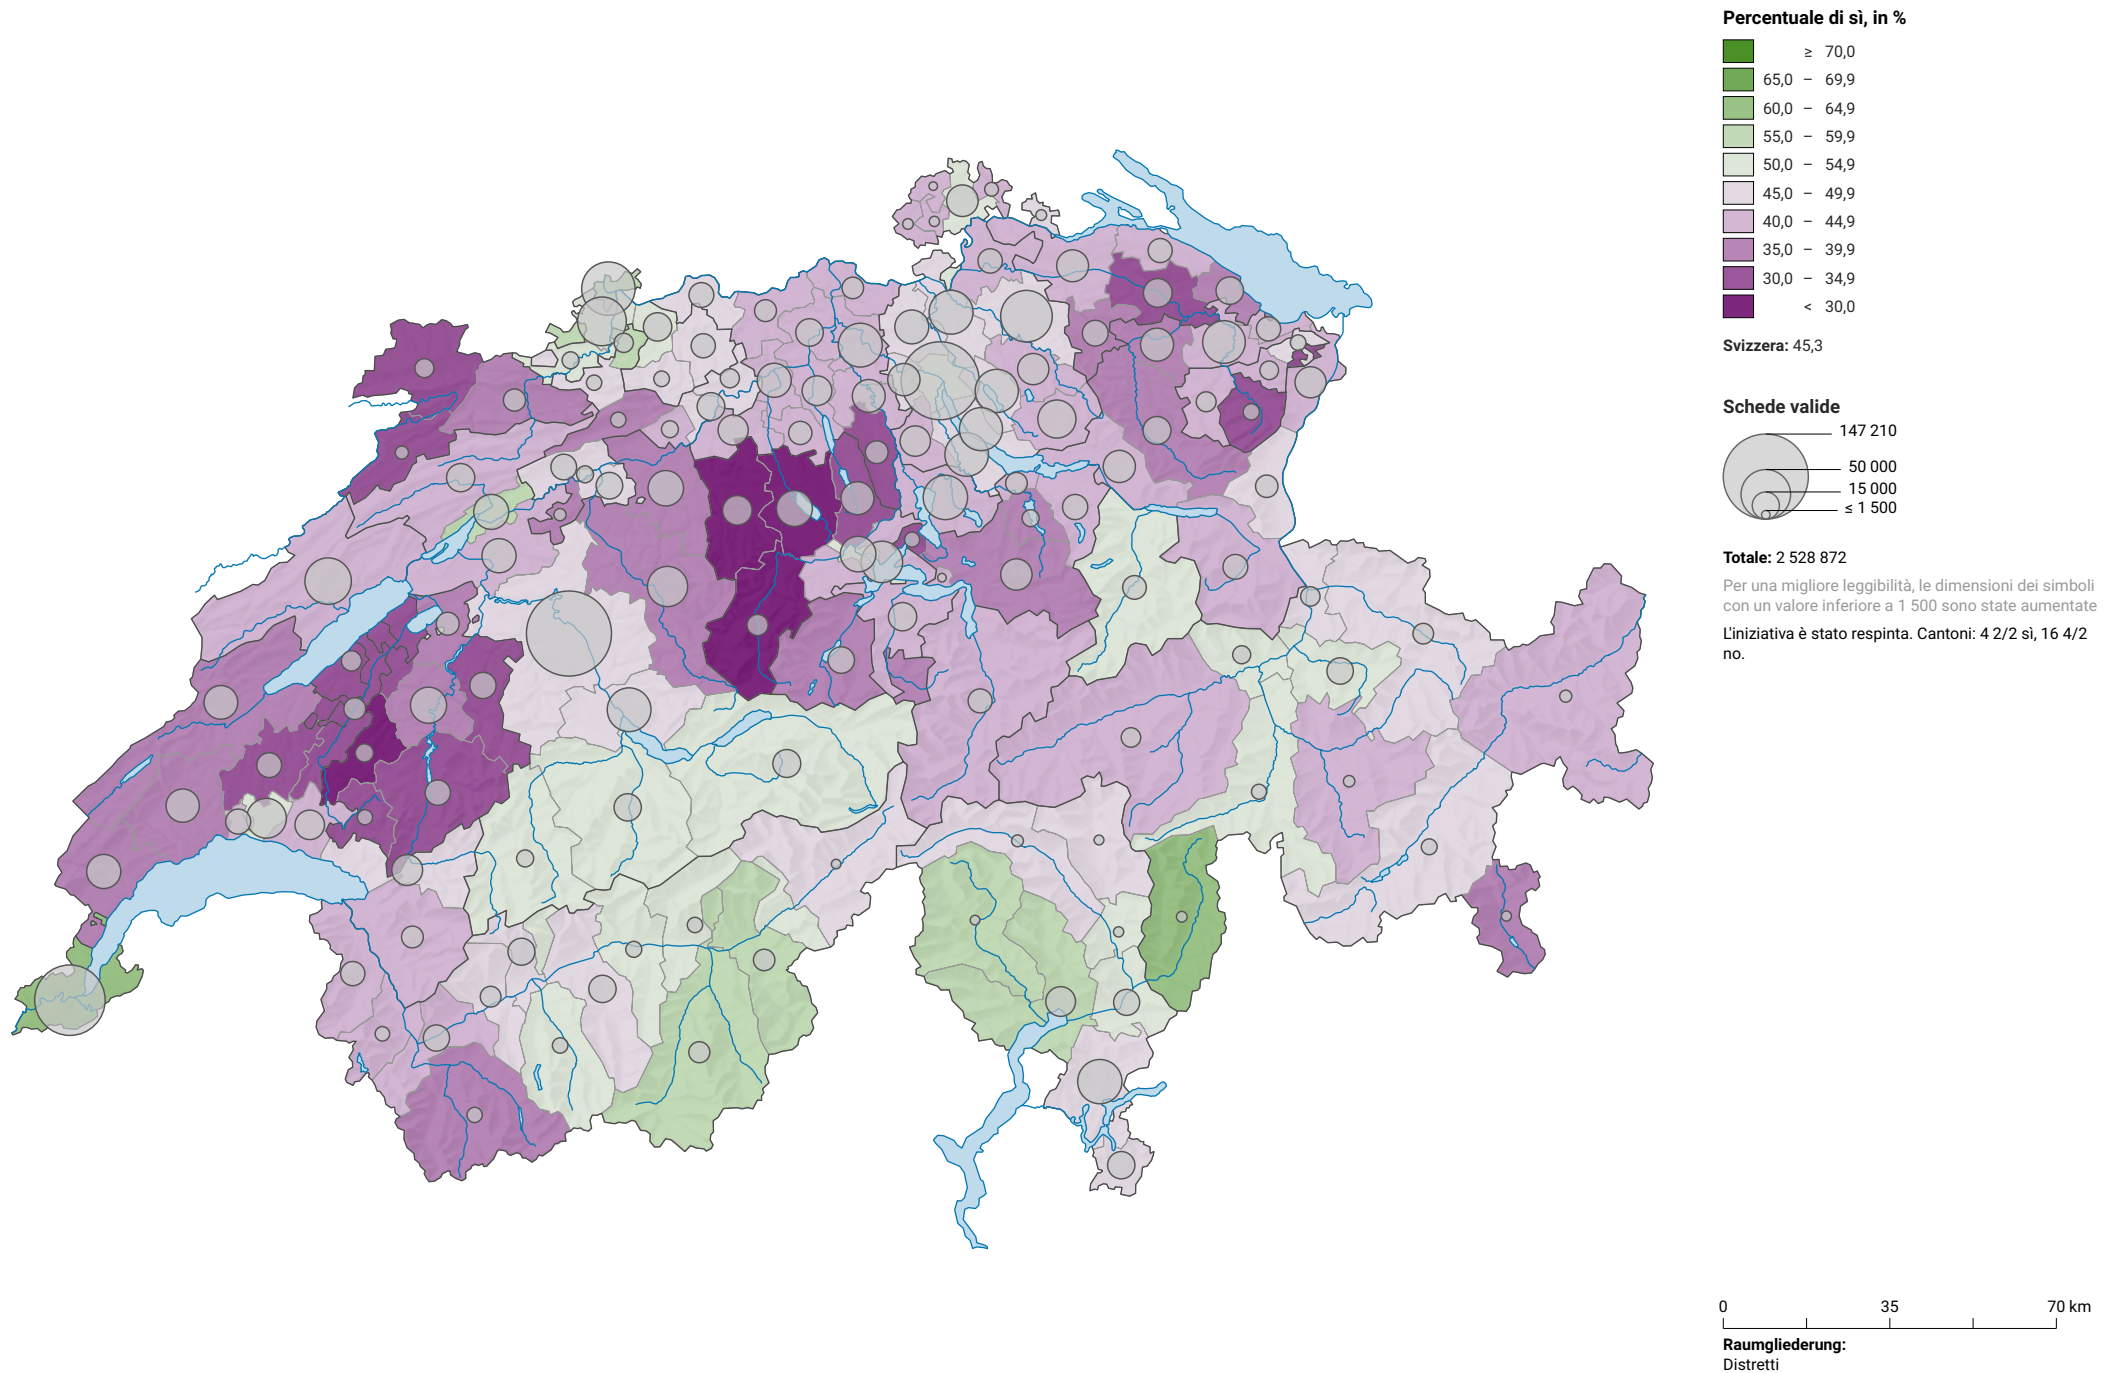 Percentuale di sì, in %
≥ 70,0
65,0 – 69,9
60,0 – 64,9
55,0 – 59,9
50,0 – 54,9
45,0 – 49,9
40,0 – 44,9
35,0 – 39,9
30,0 – 34,9
< 30,0
Svizzera: 45,3
Schede valide
147 210
50 000
15 000
≤ 1 500
Totale: 2 528 872
Per una migliore leggibilità, le dimensioni dei simboli
con un valore inferiore a 1 500 sono state aumentate
L'iniziativa è stato respinta. Cantoni: 4 2/2 sì, 16 4/2
no.
0 35 70 km
Raumgliederung:
Distretti